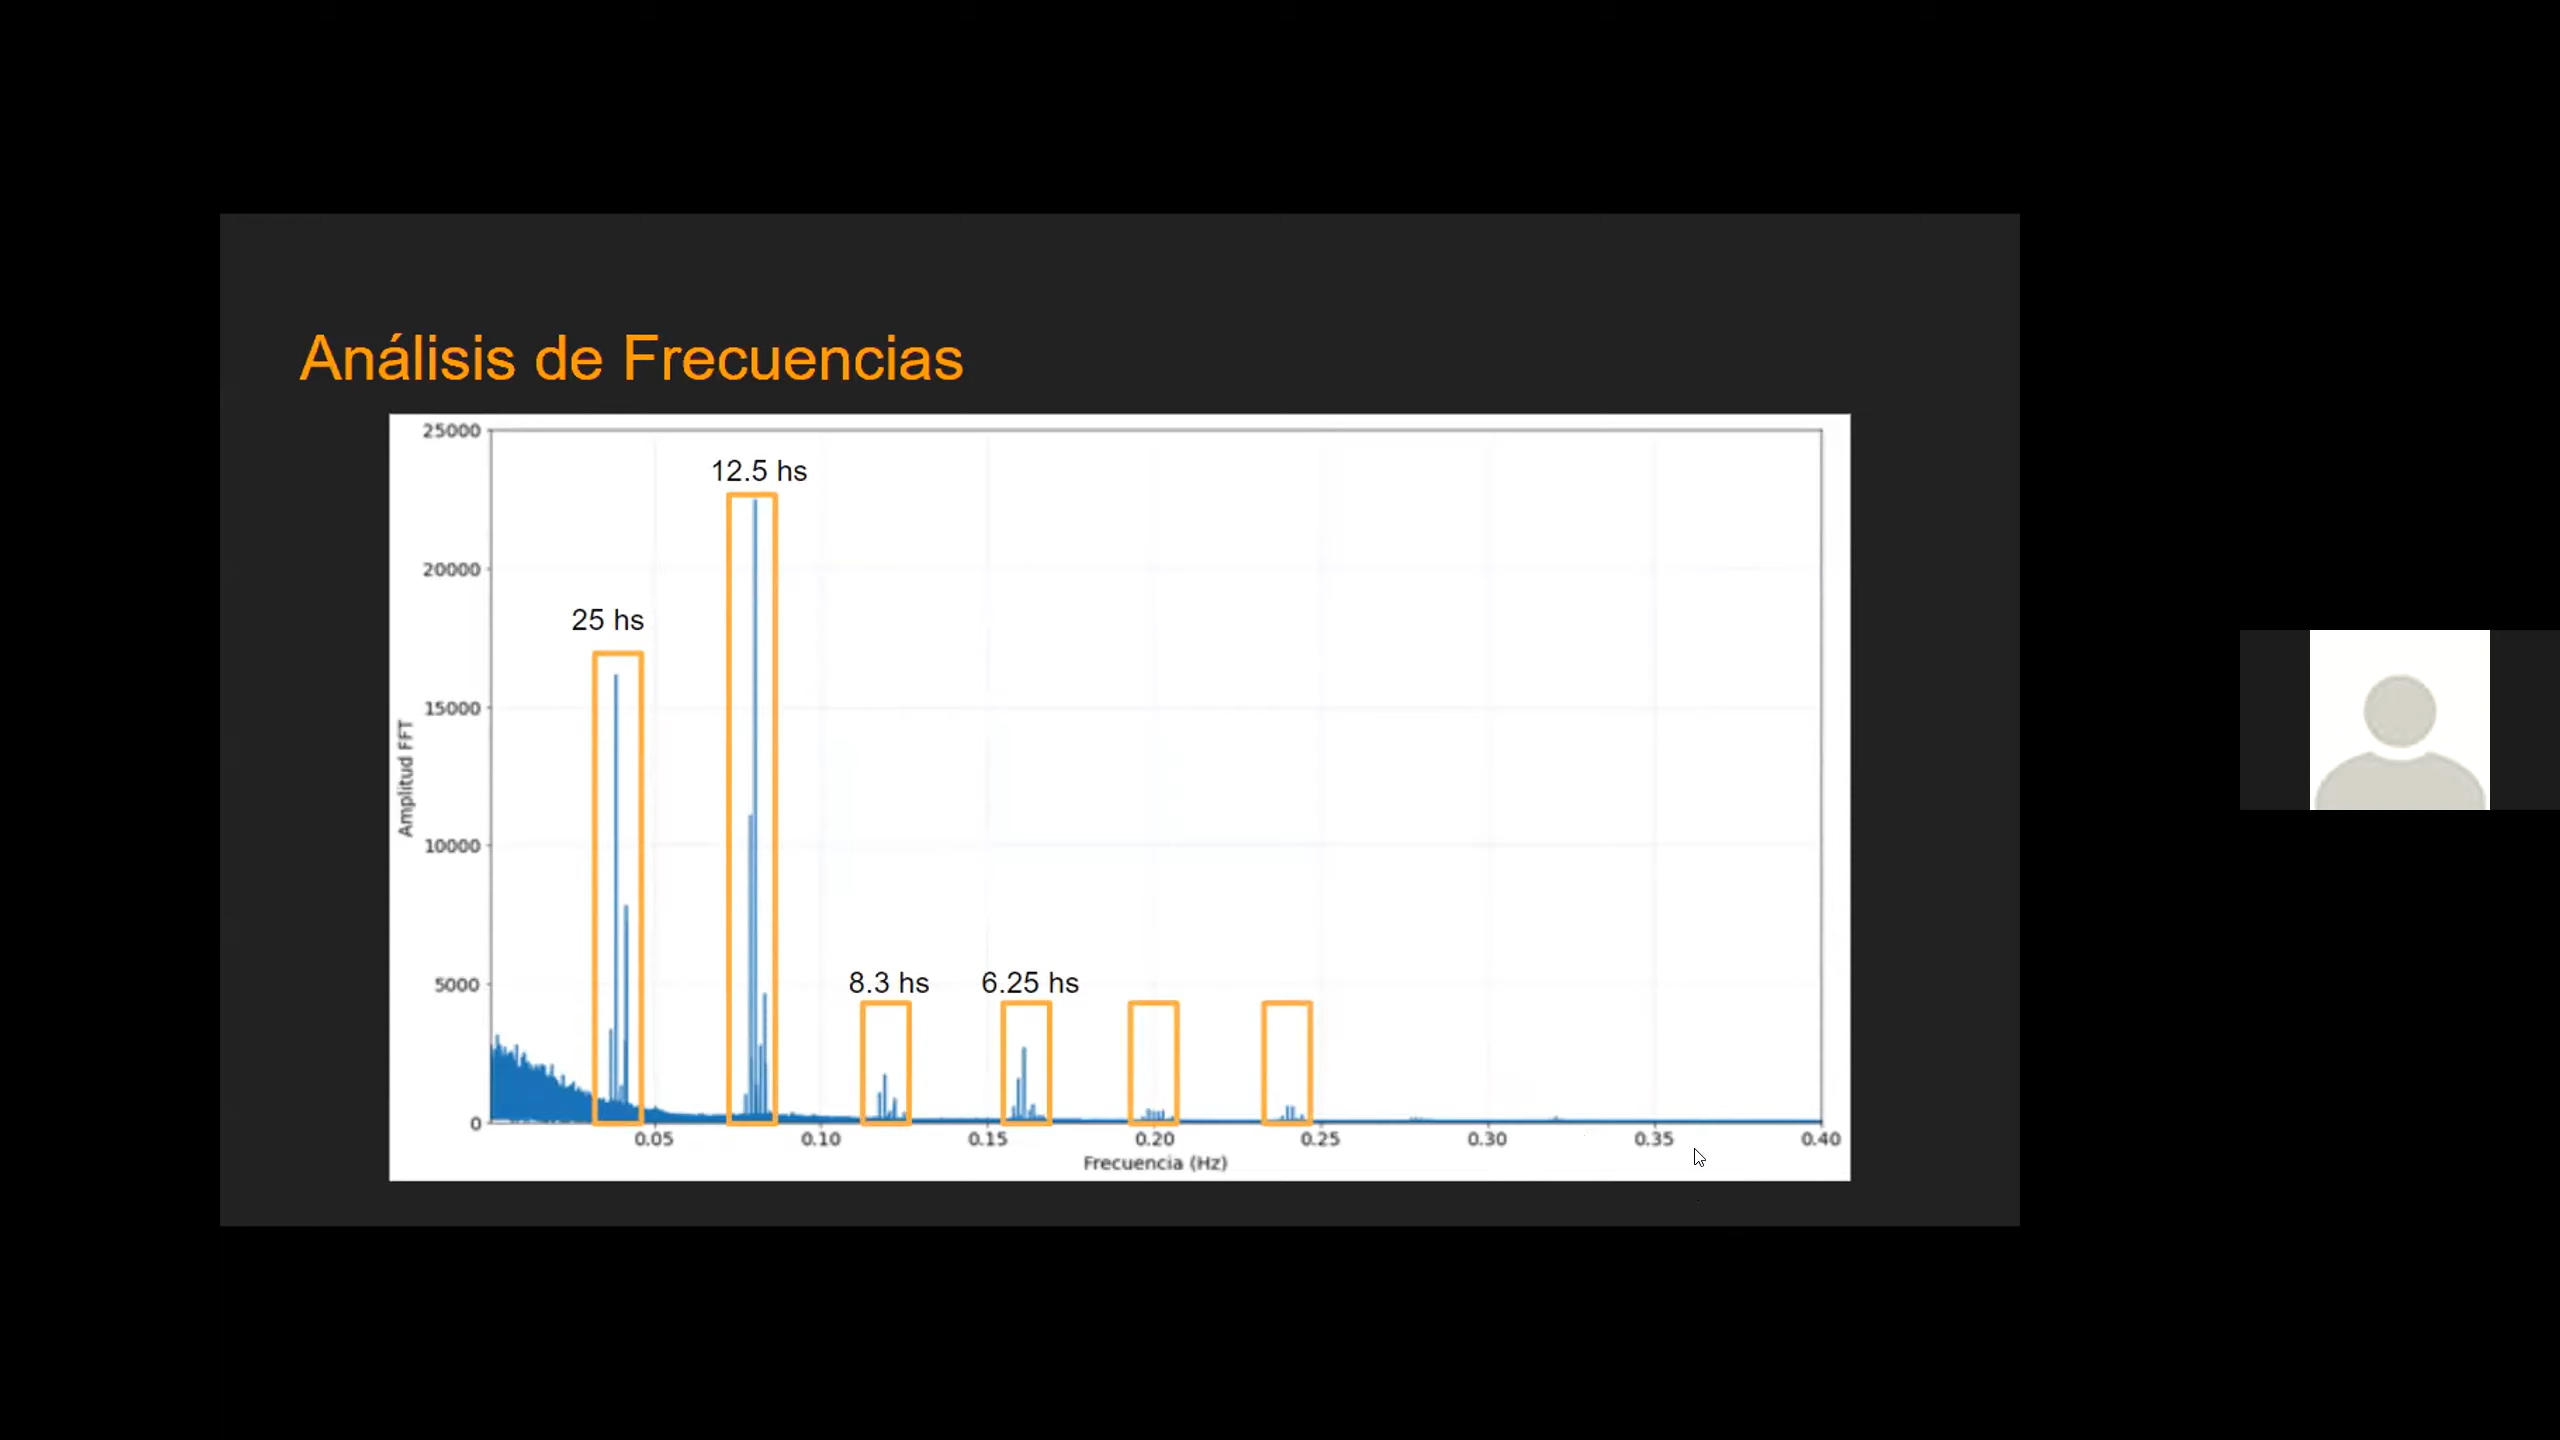 Análisis de Frecuencias
25000
20000
15000
10000
5000
0
Amplitud FFT
12.5 hs
25 hs
8.3 hs
6.25 hs
0.05
0.10
0.15
0.20
0.25
0.30
0.35
0.40
Frecuencia (Hz)